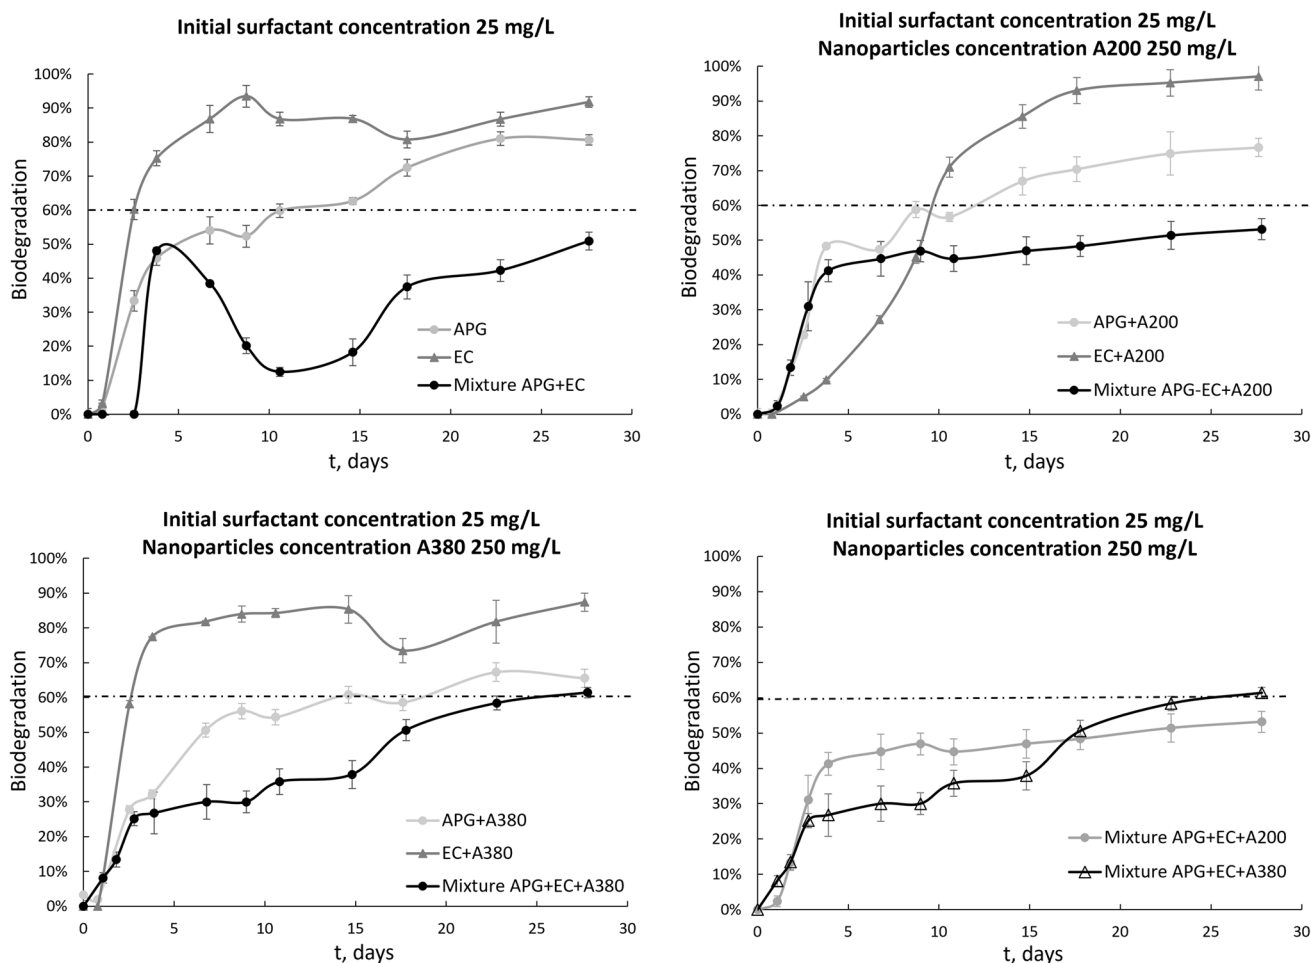 Initial surfactant concentration 25 mg/L
100%
90%
80%
70%
60%
50%
40%
30%
20%
10%
0%
Biodegradation
APG
EC
Mixture APG+EC
0
5
10
15
20
25
30
t, days
Initial surfactant concentration 25 mg/L
Nanoparticles concentration A200 250 mg/L
100%
90%
80%
70%
60%
50%
40%
30%
20%
10%
0%
Biodegradation
APG+A200
EC+A200
Mixture APG-EC+A200
0
5
10
15
20
25
30
t, days
Initial surfactant concentration 25 mg/L
Nanoparticles concentration A380 250 mg/L
100%
90%
80%
70%
60%
50%
40%
30%
20%
10%
0%
Biodegradation
APG+A380
EC+A380
Mixture APG+EC+A380
0
5
10
15
20
25
30
t, days
Initial surfactant concentration 25 mg/L
Nanoparticles concentration 250 mg/L
100%
90%
80%
70%
60%
50%
40%
30%
20%
10%
0%
Biodegradation
Mixture APG+EC+A200
Mixture APG+EC+A380
0
5
10
15
20
25
30
t, days